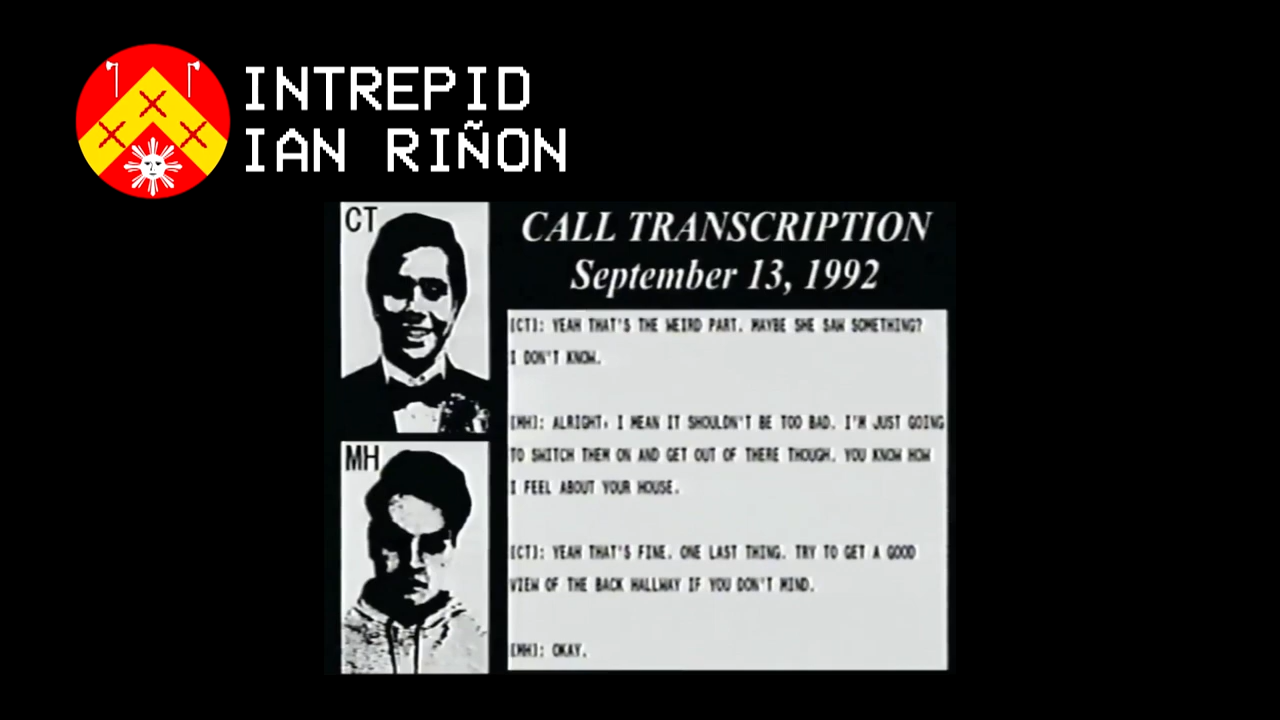 INTREPID
IAN RIÑON
CT
CALL TRANSCRIPTION
September 13, 1992
[CT]: YEAH THAT'S THE WEIRD PART. MAYBE SHE SAW SOMETHING?
I DON'T KNOW.
[MH]: ALRIGHT, I MEAN IT SHOULDN'T BE TOO BAD. I'M JUST GOING
TO SWITCH THEM ON AND GET OUT OF THERE THOUGH. YOU KNOW HOW
I FEEL ABOUT YOUR HOUSE.
MH
[CT]: YEAH THAT'S FINE. ONE LAST THING. TRY TO GET A GOOD
VIEW OF THE BACK HALLWAY IF YOU DON'T MIND.
[MH]: OKAY.